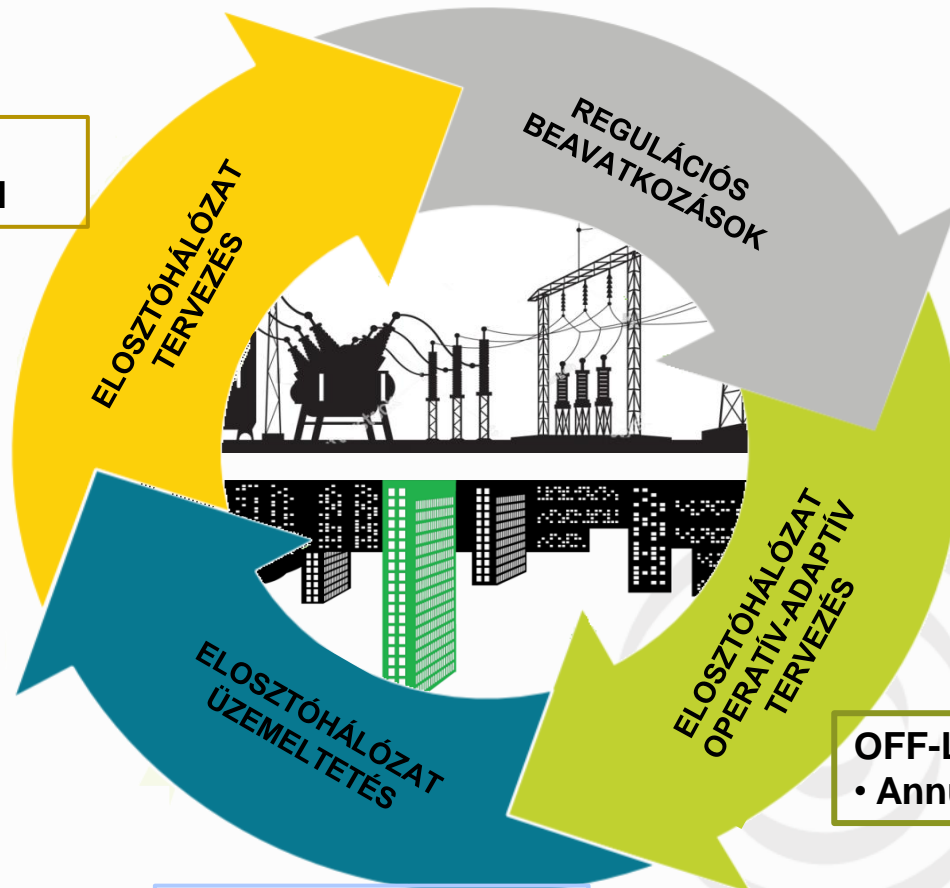 ELOSZTÓHÁLÓZAT
TERVEZÉS
REGULÁCIÓS
BEAVATKOZÁSOK
ELOSZTÓHÁLÓZAT
OPERATÍV-ADAPTÍV
TERVEZÉS
ELOSZTÓHÁLÓZAT
ÜZEMELTETÉS